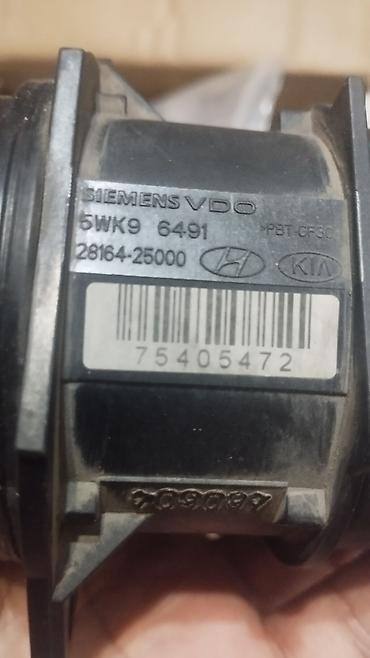 SIEMENS VDO
5WK9 6491 >PBT-GF30
28164-25000 H KIA
75405472